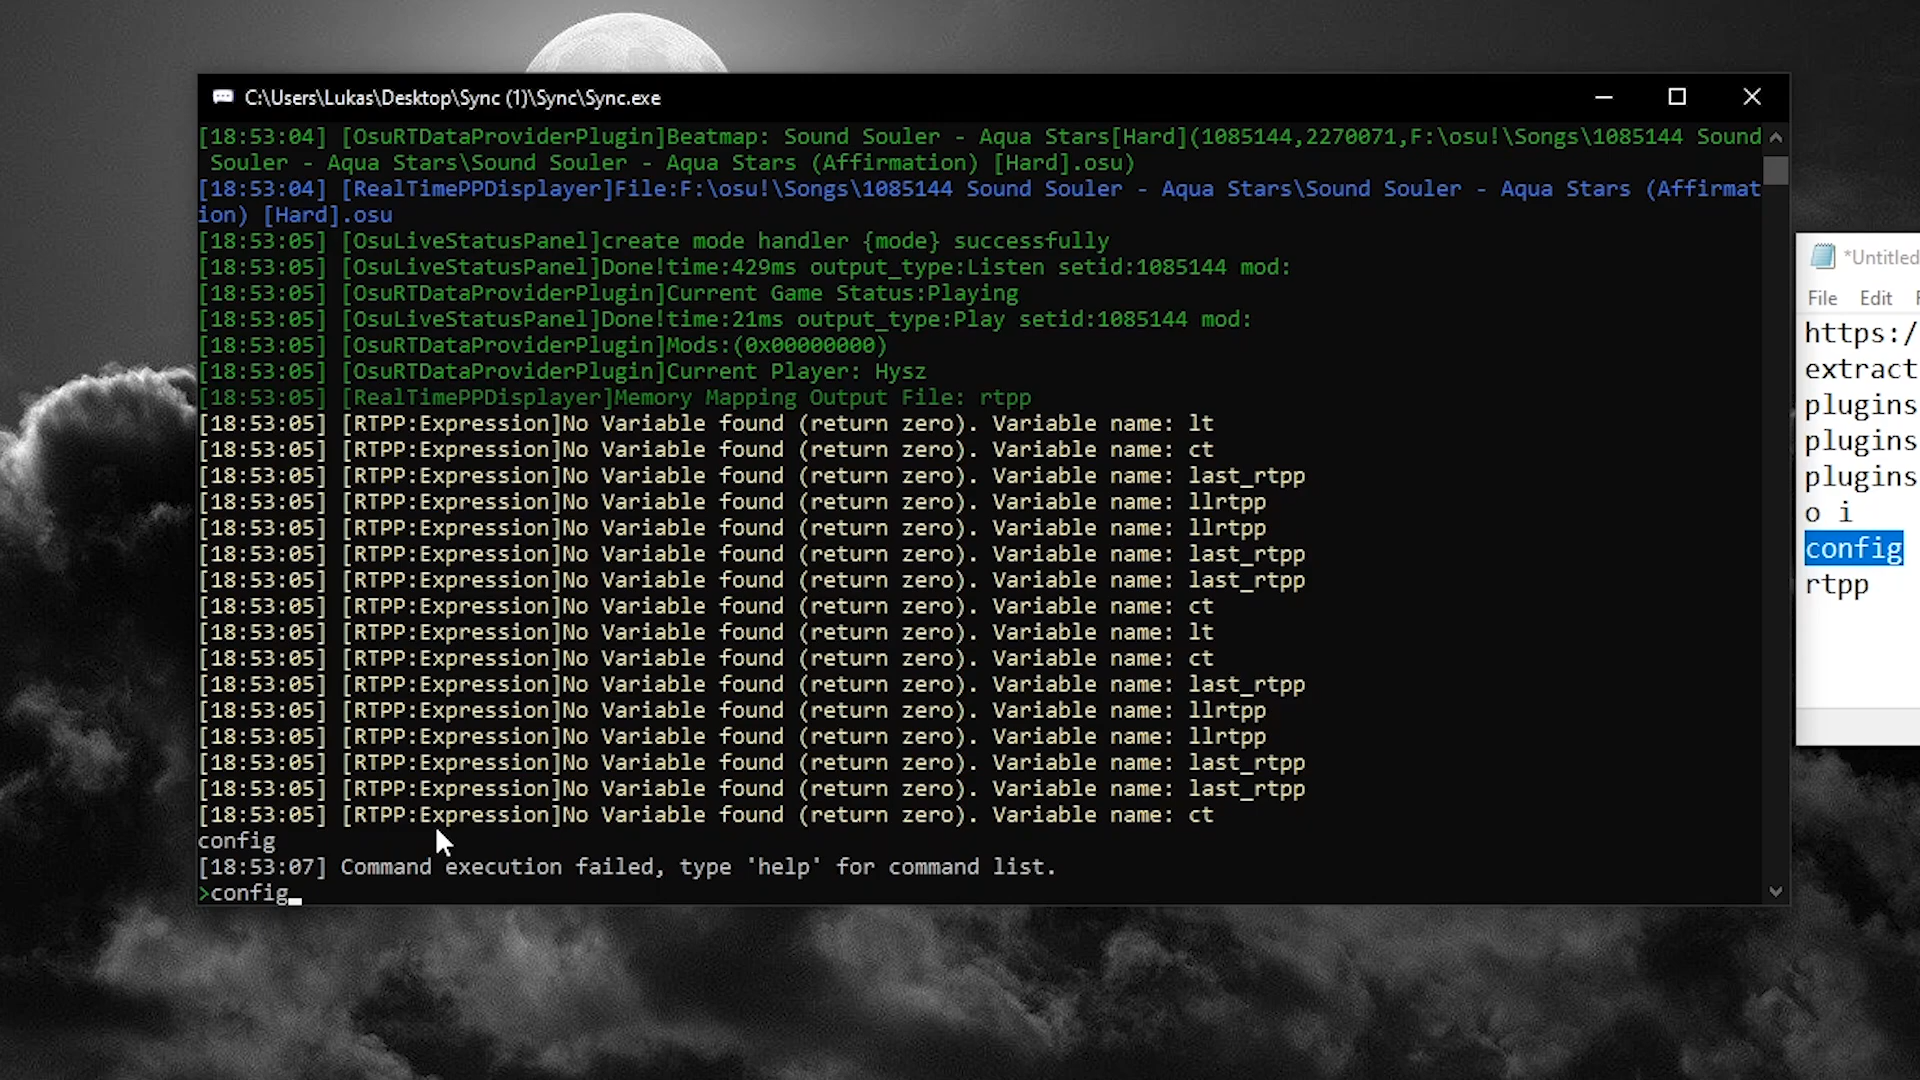 C:\Users\Lukas\Desktop\Sync (1)\Sync\Sync.exe
[18:53:04] [OsuRTDataProviderPlugin]Beatmap: Sound Souler - Aqua Stars[Hard](1085144,2270071,F:\osu!\Songs\1085144 Sound
Souler - Aqua Stars\Sound Souler - Aqua Stars (Affirmation) [Hard].osu)
[18:53:04] [RealTimePPDisplayer]File:F:\osu!\Songs\1085144 Sound Souler - Aqua Stars\Sound Souler - Aqua Stars (Affirmat
ion) [Hard].osu
[18:53:05] [OsuLiveStatusPanel]create mode handler {mode} successfully
[18:53:05] [OsuLiveStatusPanel]Done!time:429ms output_type:Listen setid:1085144 mod:
[18:53:05] [OsuRTDataProviderPlugin]Current Game Status:Playing
[18:53:05] [OsuLiveStatusPanel]Done!time:21ms output_type:Play setid:1085144 mod:
[18:53:05] [OsuRTDataProviderPlugin]Mods:(0x00000000)
[18:53:05] [OsuRTDataProviderPlugin]Current Player: Hysz
[18:53:05] [RealTimePPDisplayer]Memory Mapping Output File: rtpp
[18:53:05] [RTPP:Expression]No Variable found (return zero). Variable name: lt
[18:53:05] [RTPP:Expression]No Variable found (return zero). Variable name: ct
[18:53:05] [RTPP:Expression]No Variable found (return zero). Variable name: last_rtpp
[18:53:05] [RTPP:Expression]No Variable found (return zero). Variable name: llrtpp
[18:53:05] [RTPP:Expression]No Variable found (return zero). Variable name: llrtpp
[18:53:05] [RTPP:Expression]No Variable found (return zero). Variable name: last_rtpp
[18:53:05] [RTPP:Expression]No Variable found (return zero). Variable name: last_rtpp
[18:53:05] [RTPP:Expression]No Variable found (return zero). Variable name: ct
[18:53:05] [RTPP:Expression]No Variable found (return zero). Variable name: lt
[18:53:05] [RTPP:Expression]No Variable found (return zero). Variable name: ct
[18:53:05] [RTPP:Expression]No Variable found (return zero). Variable name: last_rtpp
[18:53:05] [RTPP:Expression]No Variable found (return zero). Variable name: llrtpp
[18:53:05] [RTPP:Expression]No Variable found (return zero). Variable name: llrtpp
[18:53:05] [RTPP:Expression]No Variable found (return zero). Variable name: last_rtpp
[18:53:05] [RTPP:Expression]No Variable found (return zero). Variable name: last_rtpp
[18:53:05] [RTPP:Expression]No Variable found (return zero). Variable name: ct
config
[18:53:07] Command execution failed, type 'help' for command list.
>config
*Untitled
File Edit
https:/
extract
plugins
plugins
plugins
o i
config
rtpp